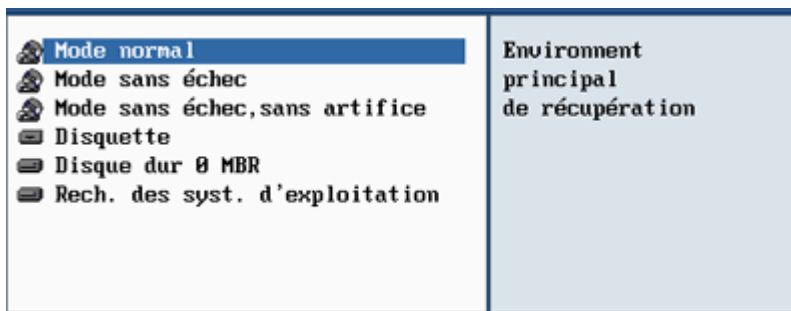 Mode normal
Mode sans échec
Mode sans échec,sans artifice
Disquette
Disque dur 0 MBR
Rech. des syst. d'exploitation
Environnent
principal
de récupération